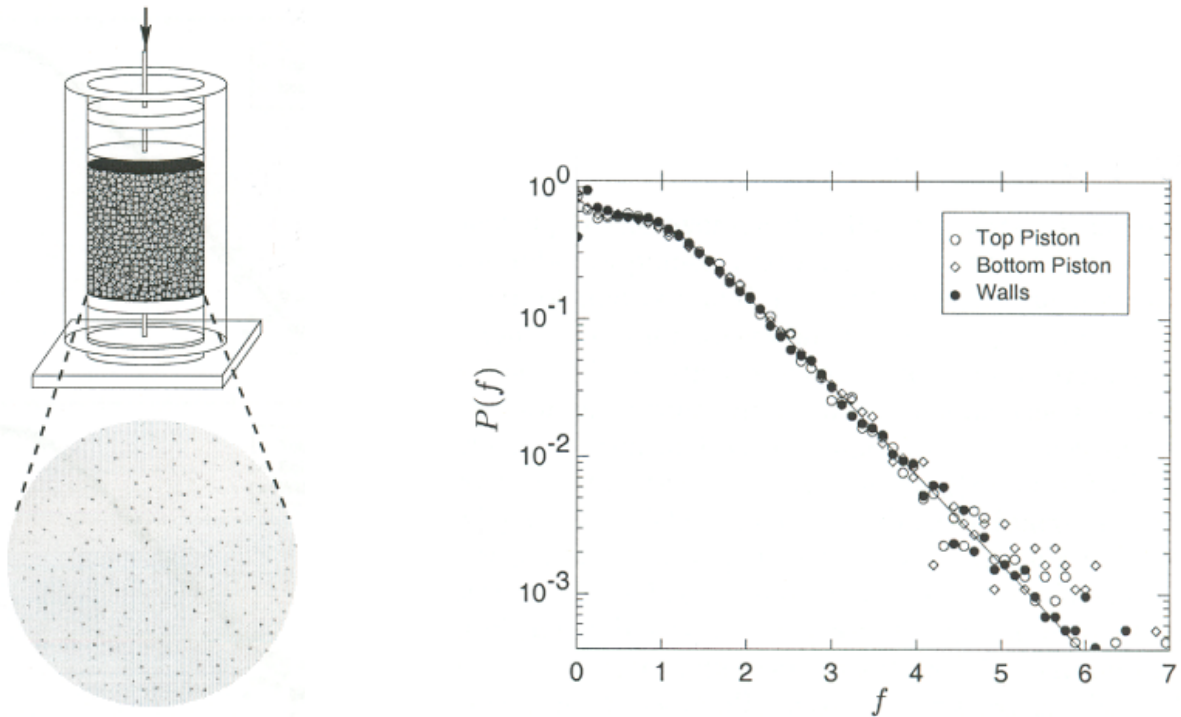 10^0
10^-1
10^-2
10^-3
P(f)
Top Piston
Bottom Piston
Walls
0 1 2 3 4 5 6 7
f